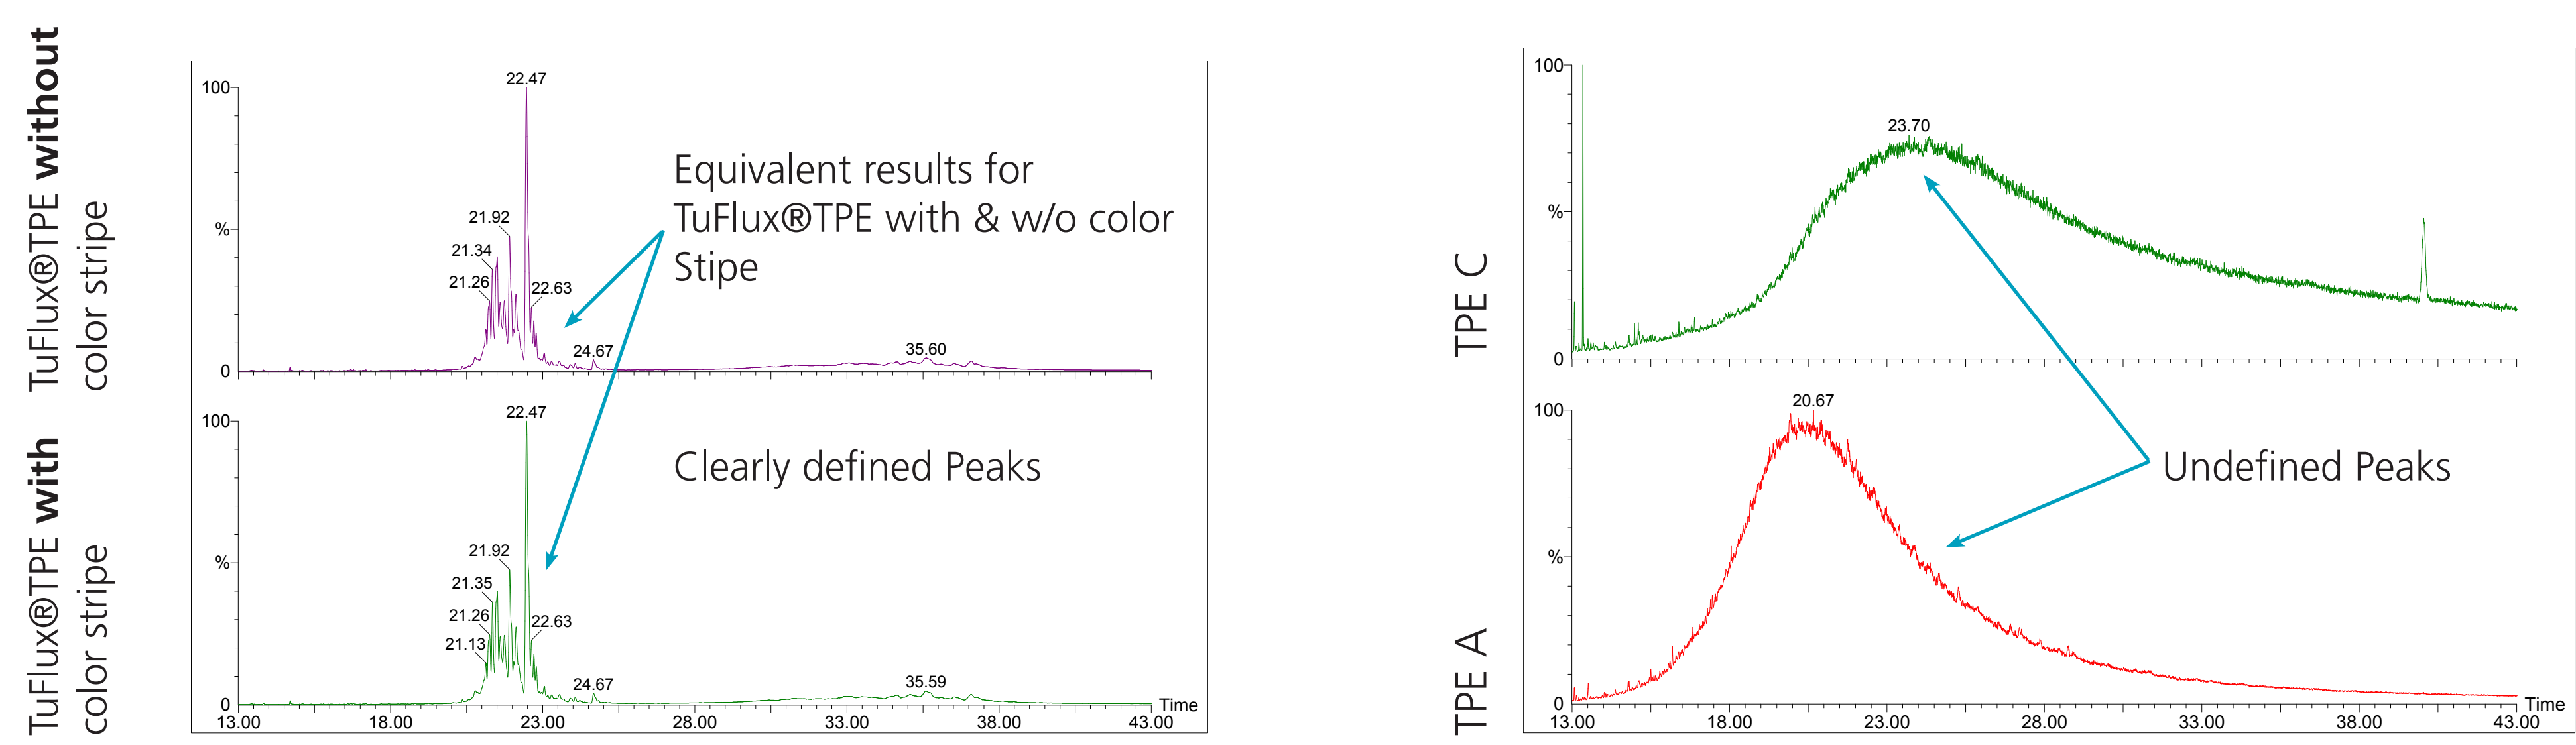 TuFlux®TPE without
color stripe
100
%
0
22.47
21.92
21.34
21.26
22.63
24.67
35.60
Equivalent results for
TuFlux®TPE with & w/o color
Stipe
TuFlux®TPE with
color stripe
100
%
0
22.47
21.92
21.35
21.26
21.13
22.63
24.67
35.59
Clearly defined Peaks
Time
13.00 18.00 23.00 28.00 33.00 38.00 43.00
TPE C
100
%
0
23.70
TPE A
100
%
0
20.67
Undefined Peaks
Time
13.00 18.00 23.00 28.00 33.00 38.00 43.00